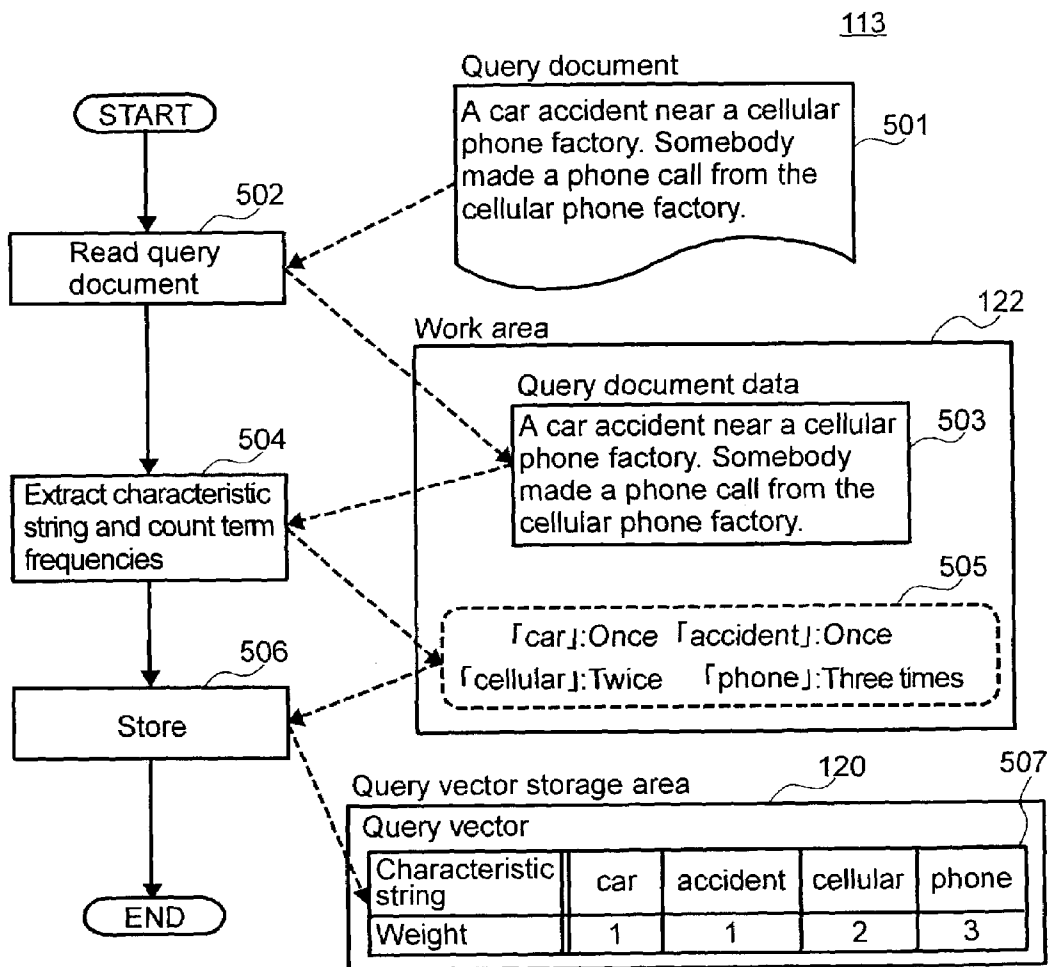 113
Query document
START
A car accident near a cellular
phone factory. Somebody
made a phone call from the
cellular phone factory.
501
502
Read query
document
122
Work area
Query document data
A car accident near a cellular
phone factory. Somebody
made a phone call from the
cellular phone factory.
503
504
Extract characteristic
string and count term
frequencies
505
「car」:Once 「accident」:Once
「cellular」:Twice 「phone」:Three times
506
Store
120
507
Query vector storage area
Query vector
Characteristic
string
car accident cellular phone
Weight 1 1 2 3
END